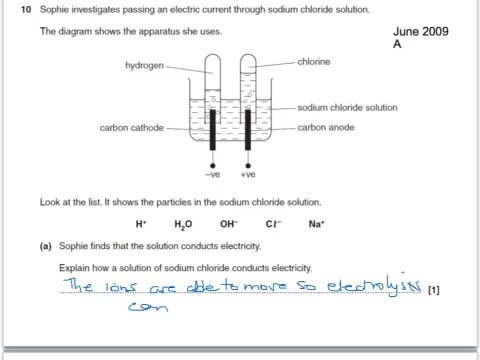 10 Sophie investigates passing an electric current through sodium chloride solution.
The diagram shows the apparatus she uses.
June 2009
A
hydrogen
chlorine
sodium chloride solution
carbon cathode
carbon anode
–ve +ve
Look at the list. It shows the particles in the sodium chloride solution.
H⁺ H₂O OH⁻ Cl⁻ Na⁺
(a) Sophie finds that the solution conducts electricity.
Explain how a solution of sodium chloride conducts electricity.
The ions are able to move so electrolysis [1]
can